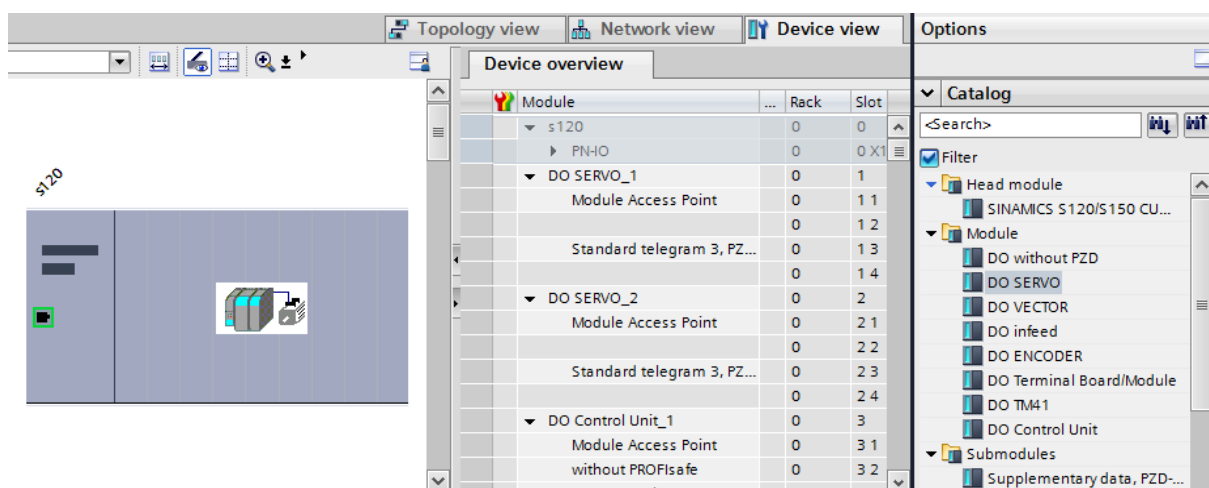 Topology view Network view Device view Options
Device overview
Catalog
Module ... Rack Slot
<Search>
s120 0 0
PN-IO 0 0 X1
Filter
DO SERVO_1 0 1
Head module
Module Access Point 0 1 1
SINAMICS S120/S150 CU...
0 1 2
Module
Standard telegram 3, PZ... 0 1 3
DO without PZD
0 1 4
DO SERVO
DO SERVO_2 0 2
DO VECTOR
Module Access Point 0 2 1
DO infeed
0 2 2
DO ENCODER
Standard telegram 3, PZ... 0 2 3
DO Terminal Board/Module
0 2 4
DO TM41
DO Control Unit_1 0 3
DO Control Unit
Module Access Point 0 3 1
Submodules
without PROFIsafe 0 3 2
Supplementary data, PZD-...
s120